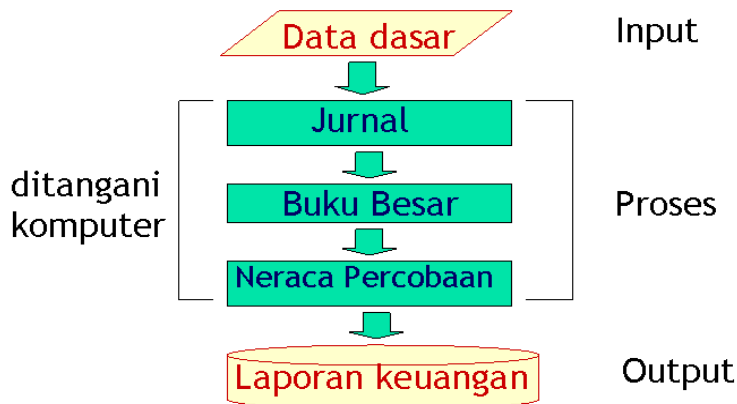 Data dasar
Input
Jurnal
ditangani
komputer
Buku Besar
Proses
Neraca Percobaan
Laporan keuangan
Output